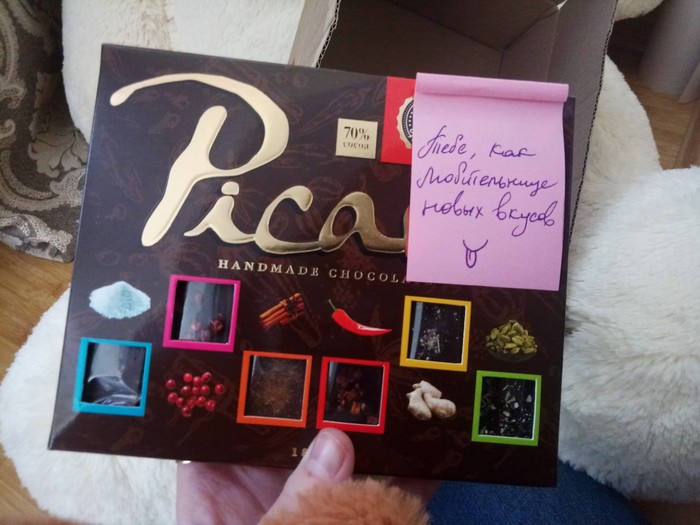 Pica
70%
cocoa
HANDMADE CHOCOLA
Тебе, как
Любительнице
новых вкусов